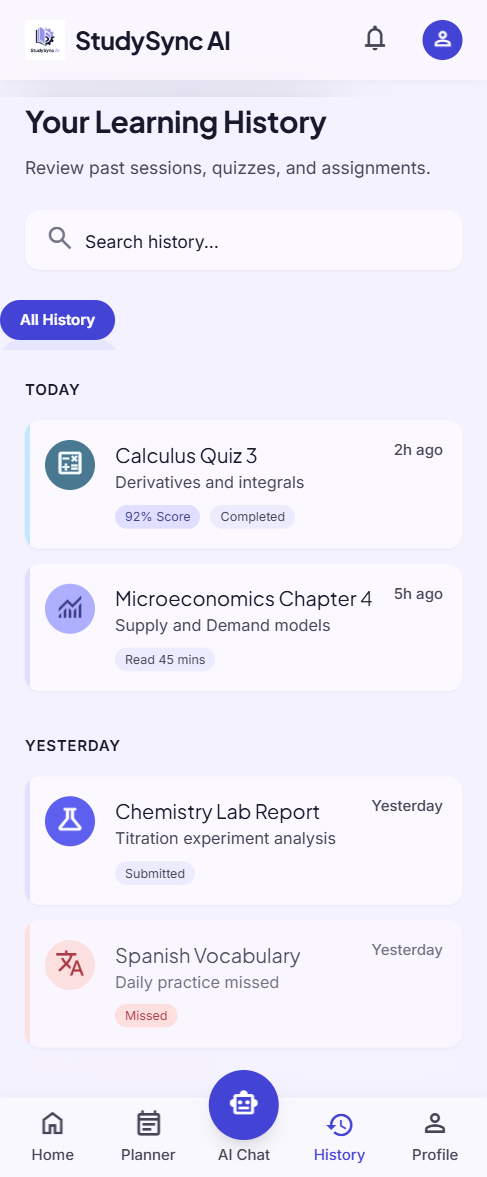 StudySync AI
StudySync AI
Your Learning History
Review past sessions, quizzes, and assignments.
Search history...
All History
TODAY
Calculus Quiz 3
2h ago
Derivatives and integrals
92% Score
Completed
Microeconomics Chapter 4
5h ago
Supply and Demand models
Read 45 mins
YESTERDAY
Chemistry Lab Report
Yesterday
Titration experiment analysis
Submitted
Spanish Vocabulary
Yesterday
Daily practice missed
Missed
Home
Planner
AI Chat
History
Profile